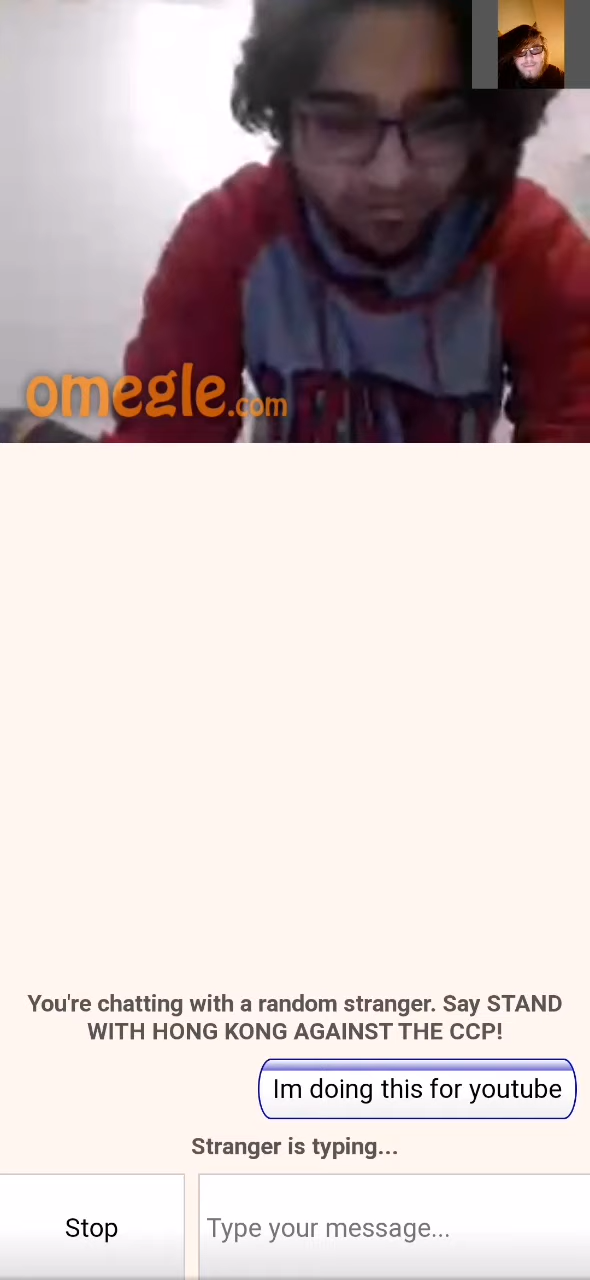 omegle.com
You're chatting with a random stranger. Say STAND
WITH HONG KONG AGAINST THE CCP!
Im doing this for youtube
Stranger is typing...
Stop
Type your message...